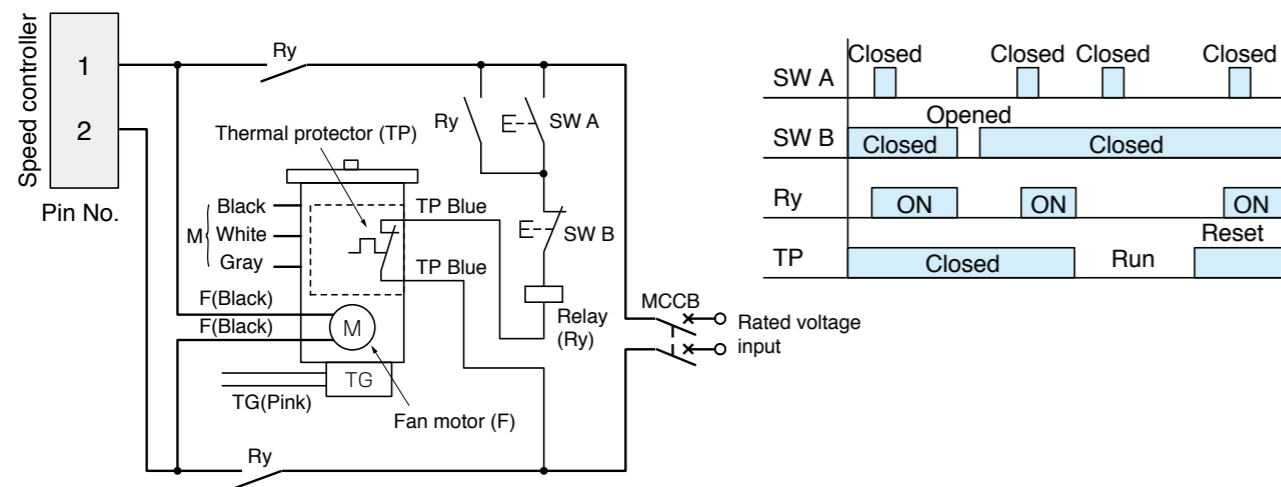 Speed controller
1
2
Pin No.
Ry
Ry
SW A
Thermal protector (TP)
Black
M White
Gray
TP Blue
TP Blue
SW B
F(Black)
F(Black)
M
Relay
(Ry)
MCCB
Rated voltage
input
TG
TG(Pink)
Fan motor (F)
Ry
Closed Closed Closed Closed
SW A
Opened
SW B Closed Closed
Ry ON ON ON
Reset
TP Closed Run